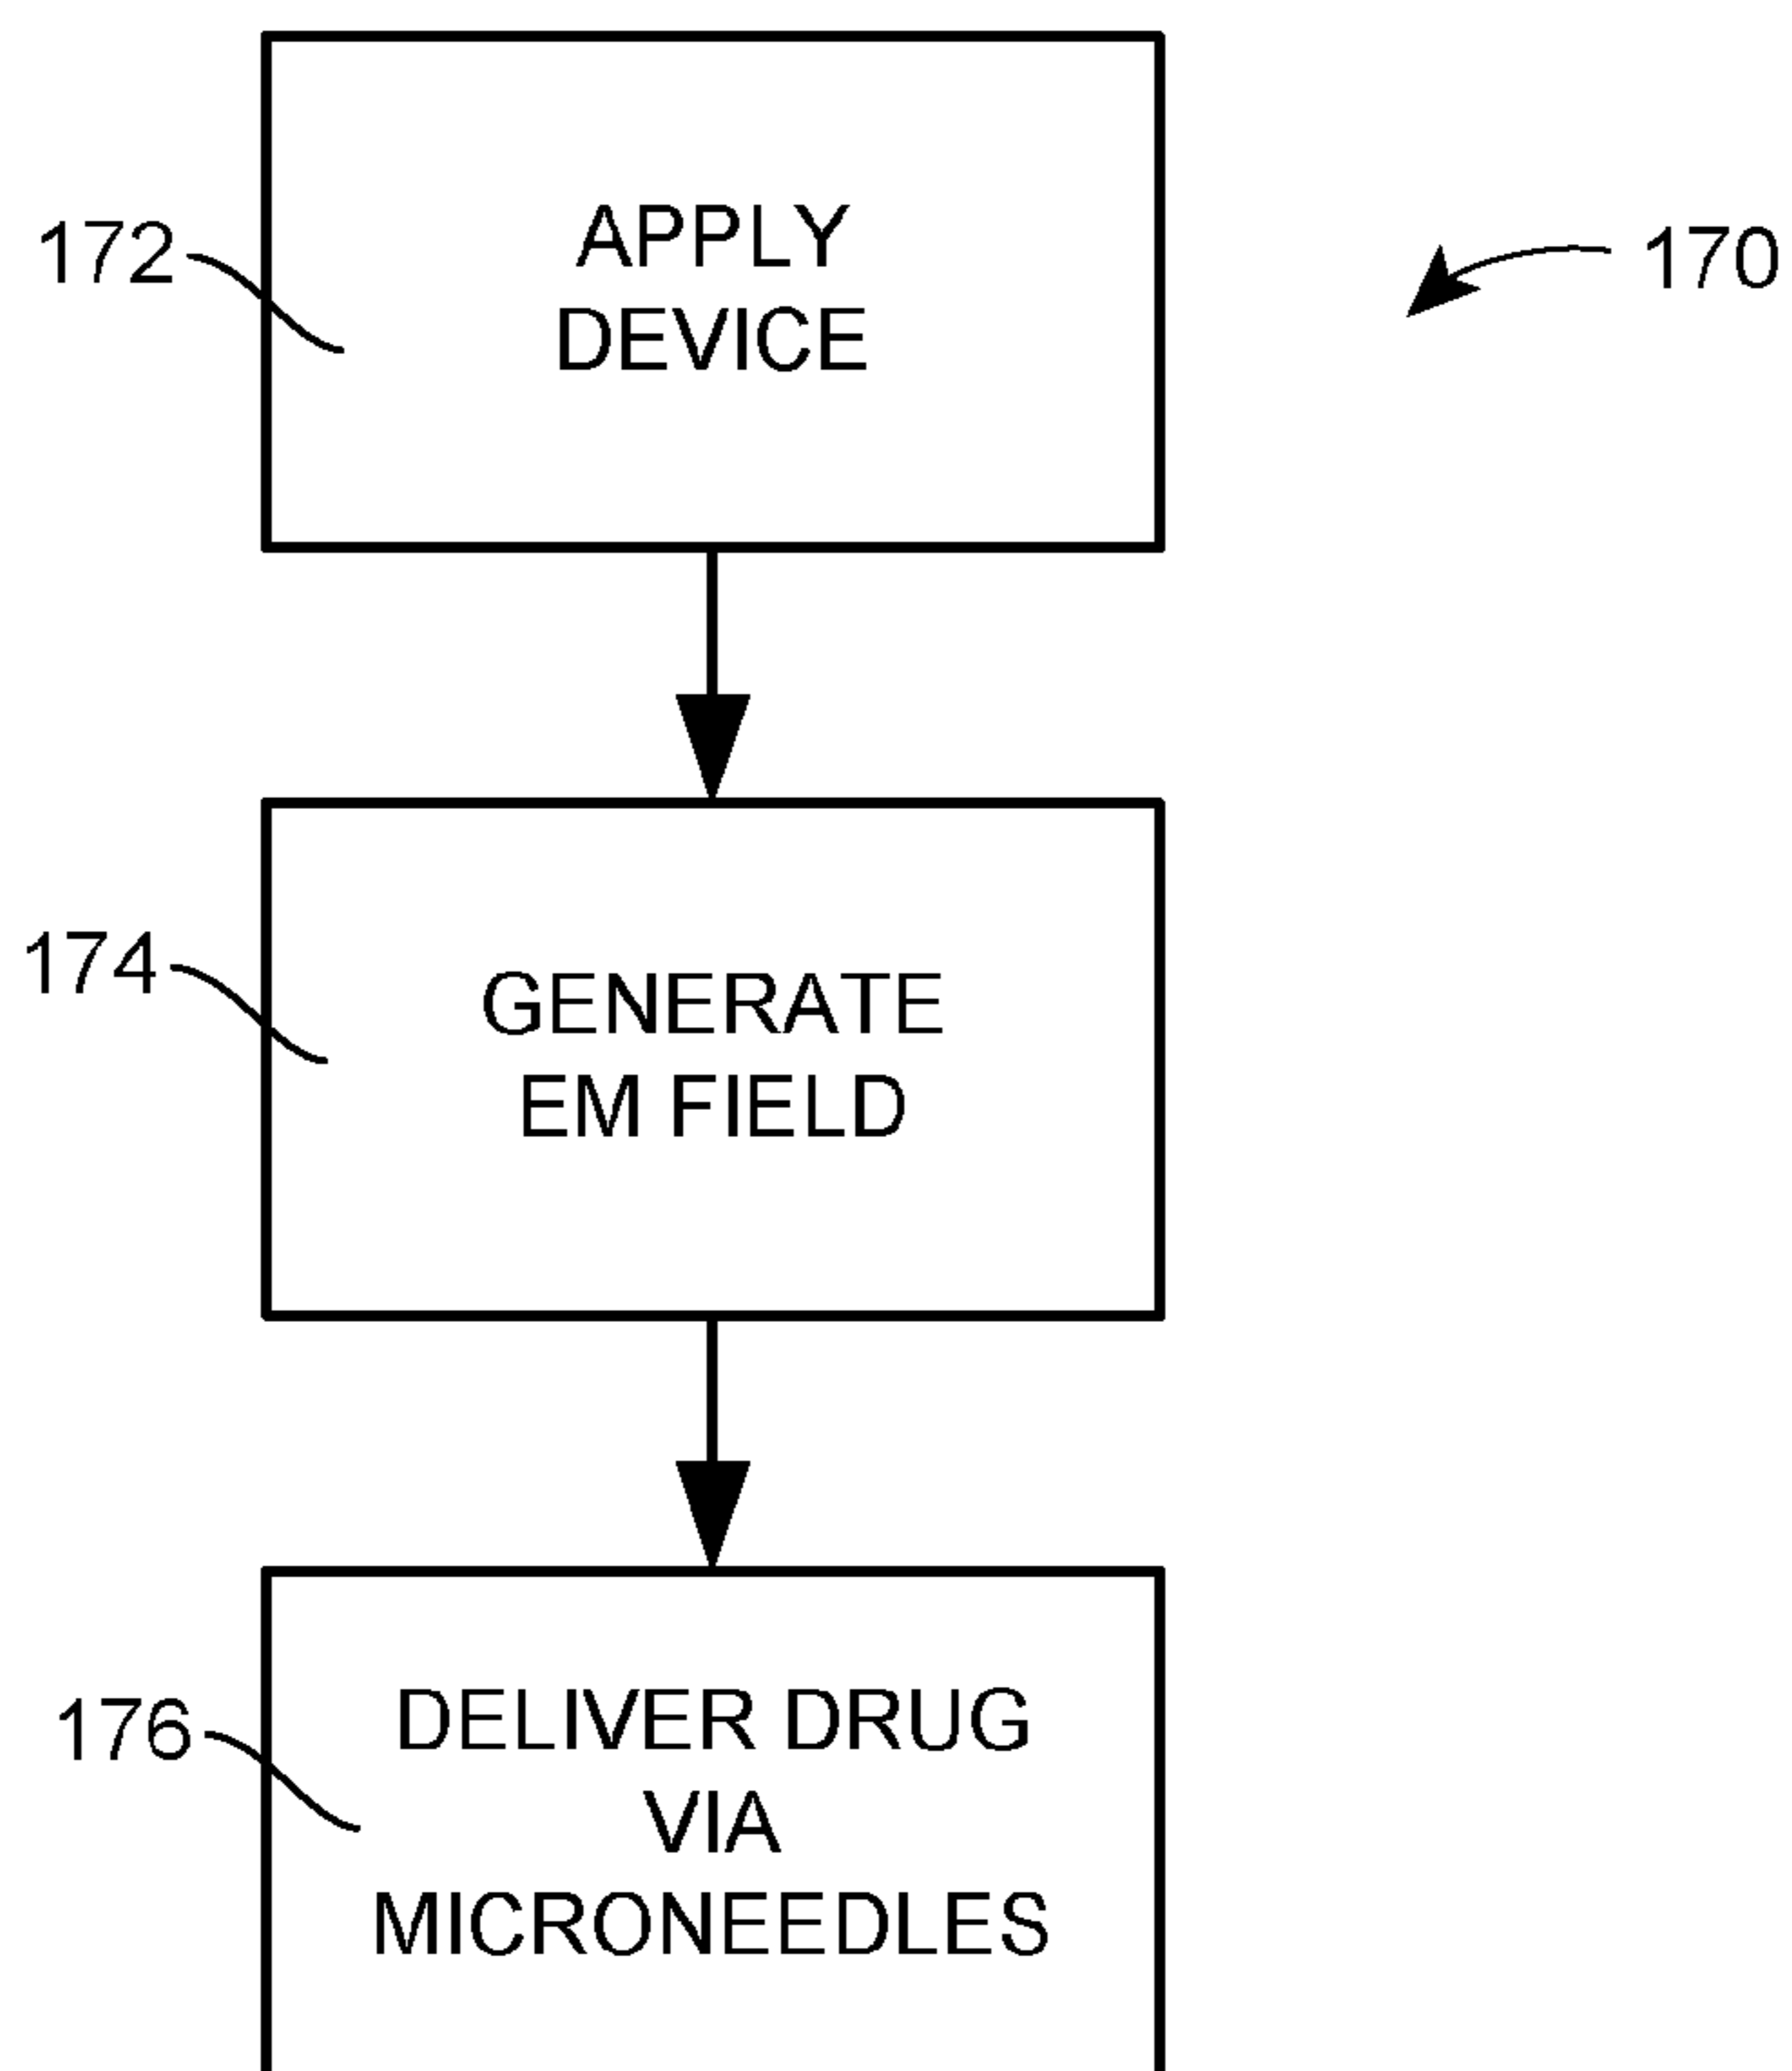 APPLY
DEVICE
172
170
GENERATE
EM FIELD
174
DELIVER DRUG
VIA
MICRONEEDLES
176